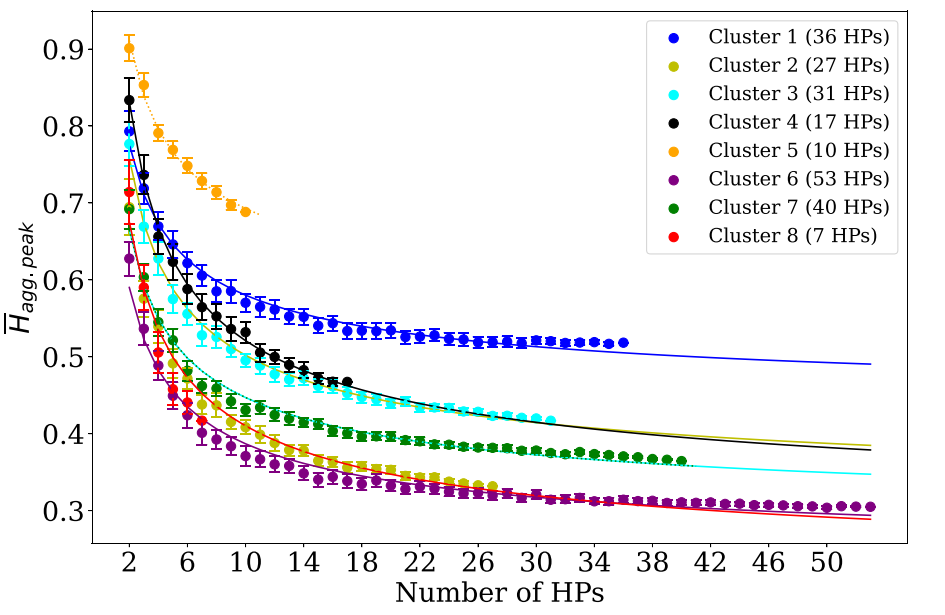 0.9
0.8
0.7
0.6
0.5
0.4
0.3
H̅agg. peak
2 6 10 14 18 22 26 30 34 38 42 46 50
Number of HPs
Cluster 1 (36 HPs)
Cluster 2 (27 HPs)
Cluster 3 (31 HPs)
Cluster 4 (17 HPs)
Cluster 5 (10 HPs)
Cluster 6 (53 HPs)
Cluster 7 (40 HPs)
Cluster 8 (7 HPs)